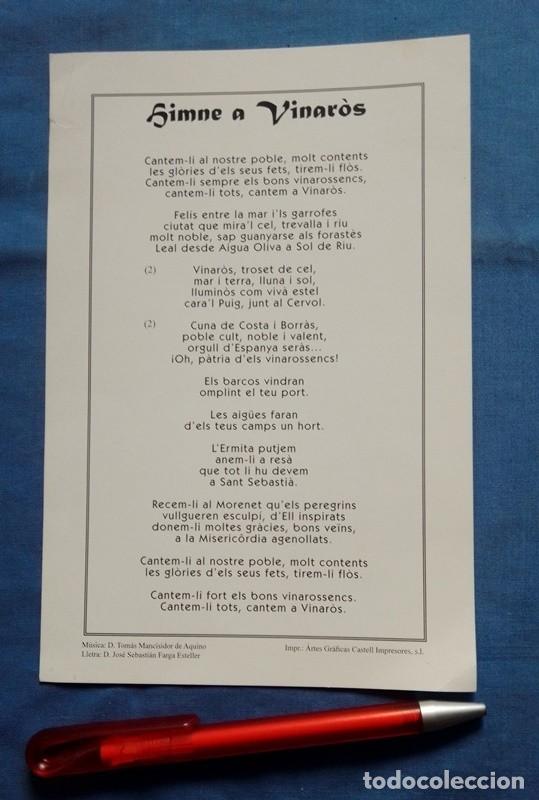 Himne a Vinaròs
Cantem-li al nostre poble, molt contents
les glòries d'els seus fets, tirem-li flòs.
Cantem-li sempre els bons vinarossencs,
cantem-li tots, cantem a Vinaròs.
Felís entre la mar i'ls garrofes
ciutat que mira'l cel, trevalla i riu
molt noble, sap guanyarse als forastès
Leal desde Aigua Oliva a Sol de Riu.
(2) Vinaròs, troset de cel,
mar i terra, lluna i sol,
lluminòs com vivà estel
cara'l Puig, junt al Cervol.
(2) Cuna de Costa i Borràs,
poble cult, noble i valent,
orgull d'Espanya seràs...
¡Oh, pàtria d'els vinarossencs!
Els barcos vindran
omplint el teu port.
Les aigües faran
d'els teus camps un hort.
L'Ermita putjem
anem-li a resà
que tot li hu devem
a Sant Sebastià.
Recem-li al Morenet qu'els peregrins
vullgueren esculpí, d'Ell inspirats
donem-li moltes gràcies, bons veïns,
a la Misericòrdia agenollats.
Cantem-li al nostre poble, molt contents
les glòries d'els seus fets, tirem-li flòs.
Cantem-li fort els bons vinarossencs.
Cantem-li tots, cantem a Vinaròs.
Música: D. Tomás Mancisidor de Aquino
Lletra: D. José Sebastián Farga Esteller
Impr.: Artes Gráficas Castell Impresores, s.l.
todocoleccion